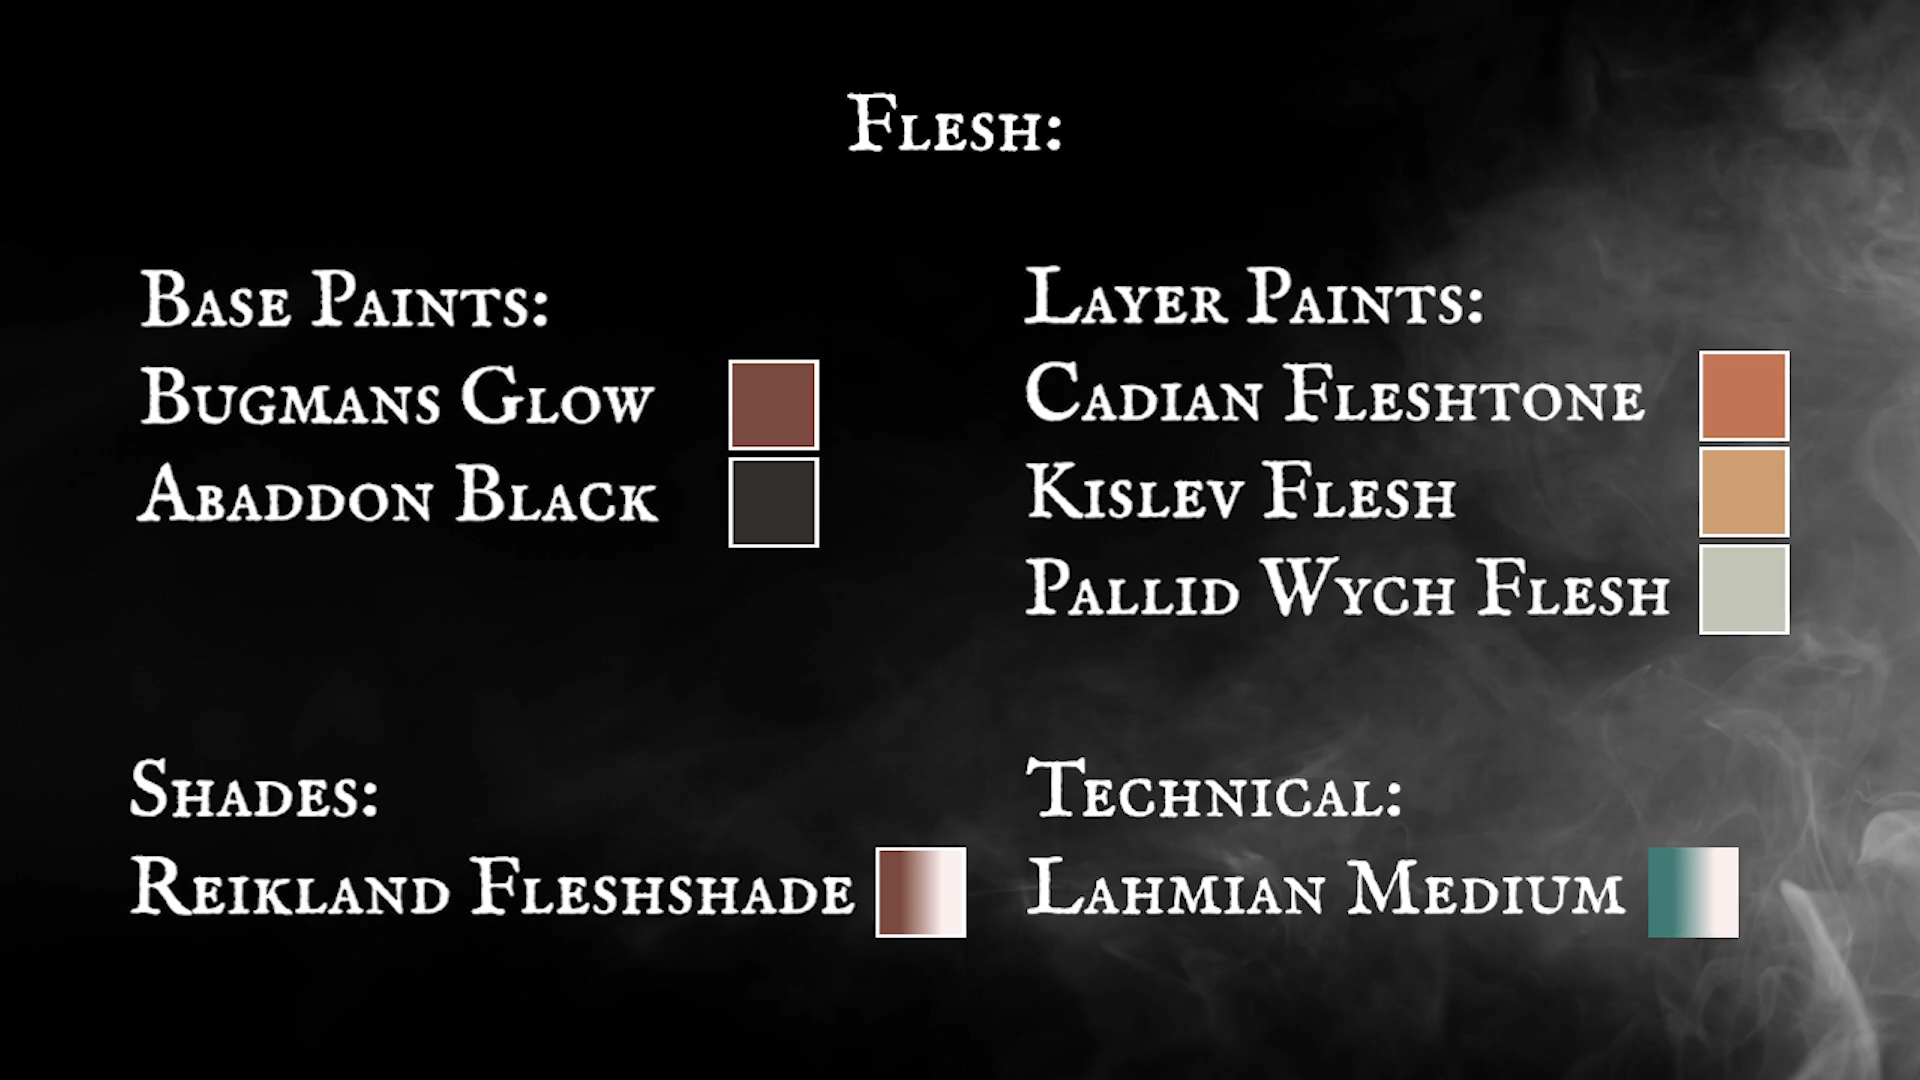 Flesh:
Base Paints:
Bugmans Glow
Abaddon Black
Layer Paints:
Cadian Fleshtone
Kislev Flesh
Pallid Wych Flesh
Shades:
Reikland Fleshshade
Technical:
Lahmian Medium